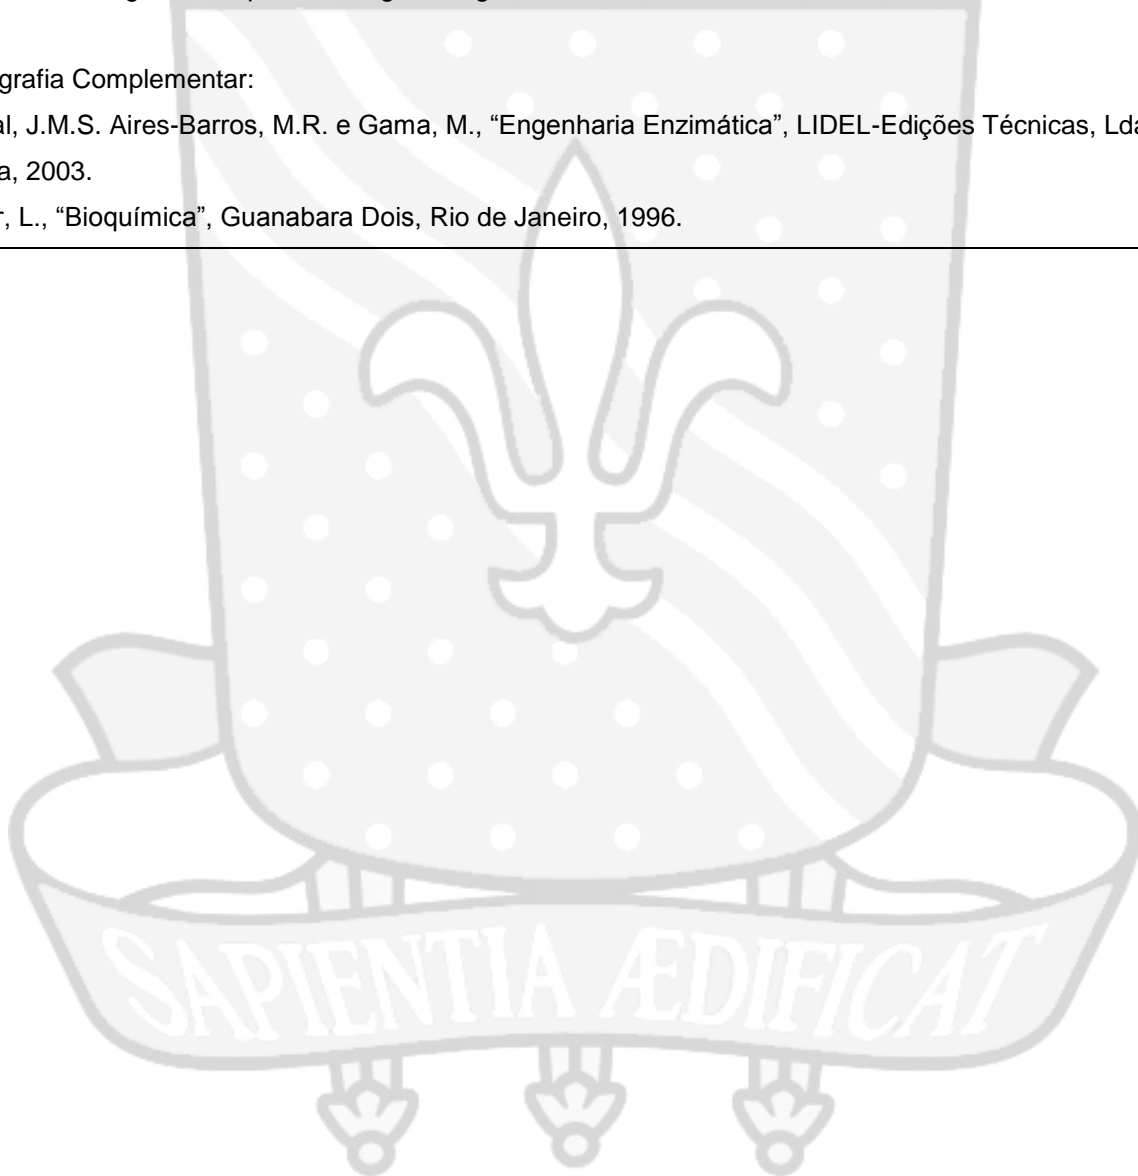 grafia Complementar:
al, J.M.S. Aires-Barros, M.R. e Gama, M., “Engenharia Enzimática”, LIDEL-Edições Técnicas, Lda
a, 2003.
r, L., “Bioquímica”, Guanabara Dois, Rio de Janeiro, 1996.
SAPIENTIA ÆDIFICAT